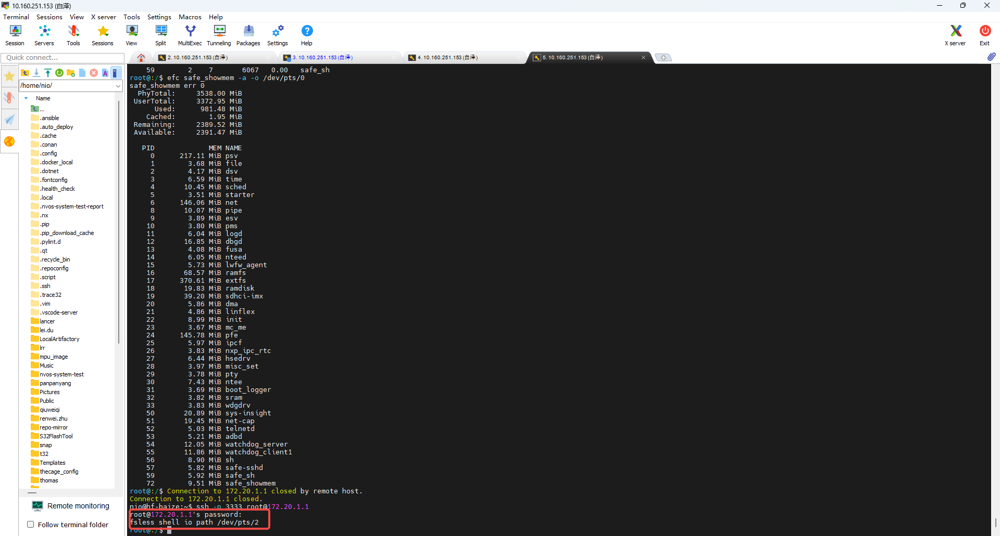 10.160.251.153 (白泽)
Terminal Sessions View X server Tools Settings Macros Help
Session Servers Tools Sessions View Split MultiExec Tunneling Packages Settings Help X server Exit
Quick connect...
2. 10.160.251.153 (白泽) 3. 10.160.251.153 (白泽) 4. 10.160.251.153 (白泽) 5. 10.160.251.153 (白泽)
/home/nio/
Name
..
.ansible
.auto_deploy
.cache
.conan
.config
.docker_local
.dotnet
.fontconfig
.health_check
.local
.nvos-system-test-report
.nx
.pip
.pip_download_cache
.pylint.d
.qt
.recycle_bin
.repoconfig
.script
.ssh
.trace32
.vim
.vscode-server
lancer
lei.du
LocalArtifactory
lrr
mpu_image
Music
nvos-system-test
panpanyang
Pictures
Public
qiuweiqi
renwei.zhu
repo-mirror
S32FlashTool
snap
t32
Templates
thecage_config
thomas
Remote monitoring
Follow terminal folder
59 2 7 6067 0.00 safe_sh
root@:/$ efc safe_showmem -a -o /dev/pts/0
safe_showmem err 0
PhyTotal: 3538.00 MiB
UserTotal: 3372.95 MiB
Used: 981.48 MiB
Cached: 1.95 MiB
Remaining: 2389.52 MiB
Available: 2391.47 MiB
PID MEM NAME
0 217.11 MiB psv
1 3.68 MiB file
2 4.17 MiB dsv
3 6.59 MiB time
4 10.45 MiB sched
5 3.51 MiB starter
6 146.06 MiB net
8 10.07 MiB pipe
9 3.89 MiB esv
10 3.80 MiB pms
11 6.04 MiB logd
12 16.85 MiB dbgd
13 4.08 MiB fusa
14 6.05 MiB nteed
15 5.73 MiB lwfw_agent
16 68.57 MiB ramfs
17 370.61 MiB extfs
18 19.83 MiB ramdisk
19 39.20 MiB sdhci-imx
20 5.86 MiB dma
21 4.86 MiB linflex
22 8.99 MiB init
23 3.67 MiB mc_me
24 145.78 MiB pfe
25 5.97 MiB ipcf
26 3.83 MiB nxp_ipc_rtc
27 6.44 MiB hsedrv
28 3.97 MiB misc_set
29 3.78 MiB pty
30 7.43 MiB ntee
31 3.69 MiB boot_logger
32 3.82 MiB sram
33 3.83 MiB wdgdrv
50 20.89 MiB sys-insight
51 19.45 MiB net-cap
52 5.03 MiB telnetd
53 5.21 MiB adbd
54 12.05 MiB watchdog_server
55 11.86 MiB watchdog_client1
56 8.90 MiB sh
57 5.82 MiB safe-sshd
59 5.92 MiB safe_sh
72 9.51 MiB safe_showmem
root@:/$ Connection to 172.20.1.1 closed by remote host.
Connection to 172.20.1.1 closed.
nio@hf-baize:~$ ssh -p 3333 root@172.20.1.1
root@172.20.1.1's password:
fsless shell io path /dev/pts/2
root@:/$